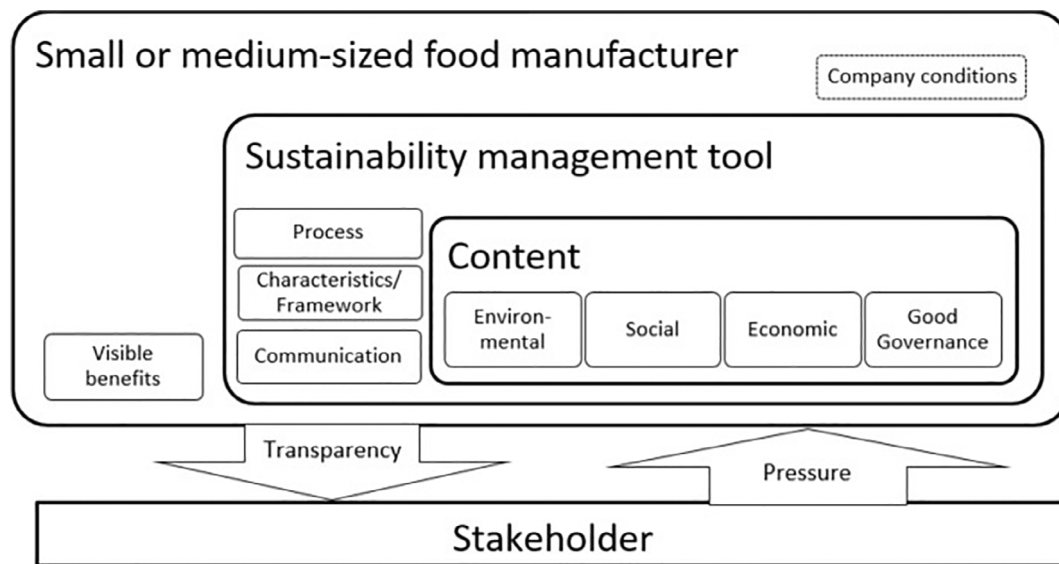 Small or medium-sized food manufacturer
Company conditions
Sustainability management tool
Process
Characteristics/
Framework
Communication
Content
Environ-
mental
Social
Economic
Good
Governance
Visible
benefits
Transparency
Pressure
Stakeholder